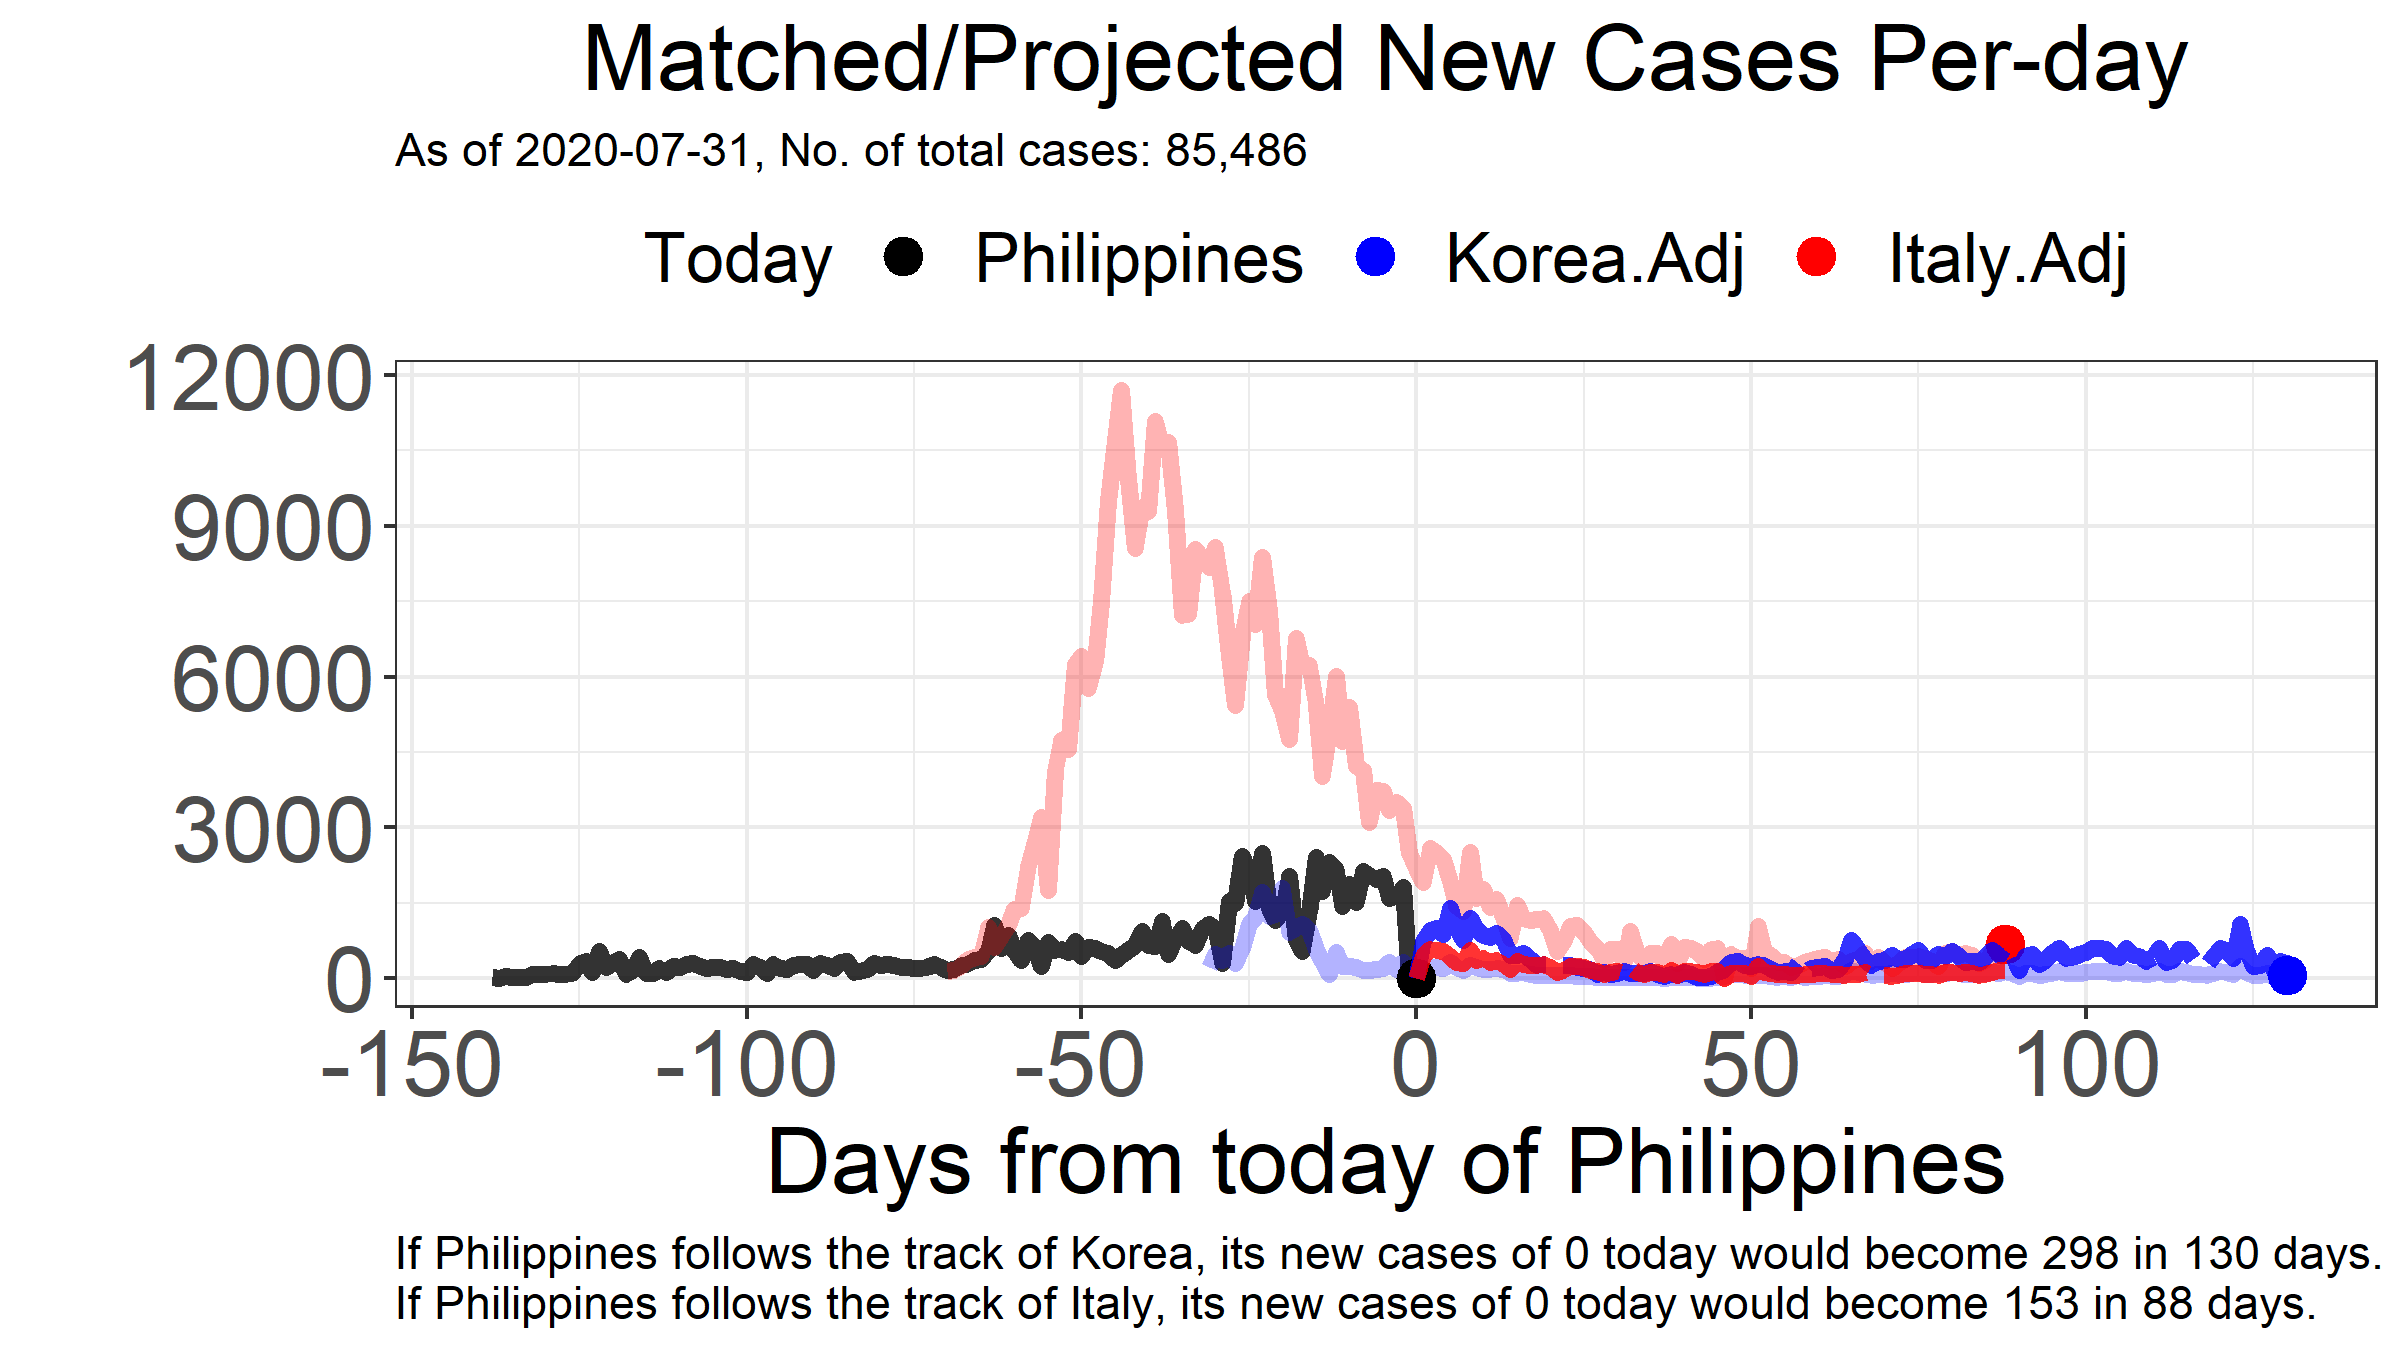 Matched/Projected New Cases Per-day
As of 2020-07-31, No. of total cases: 85,486
Today Philippines Korea.Adj Italy.Adj
12000
9000
6000
3000
0
-150 -100 -50 0 50 100
Days from today of Philippines
If Philippines follows the track of Korea, its new cases of 0 today would become 298 in 130 days.
If Philippines follows the track of Italy, its new cases of 0 today would become 153 in 88 days.